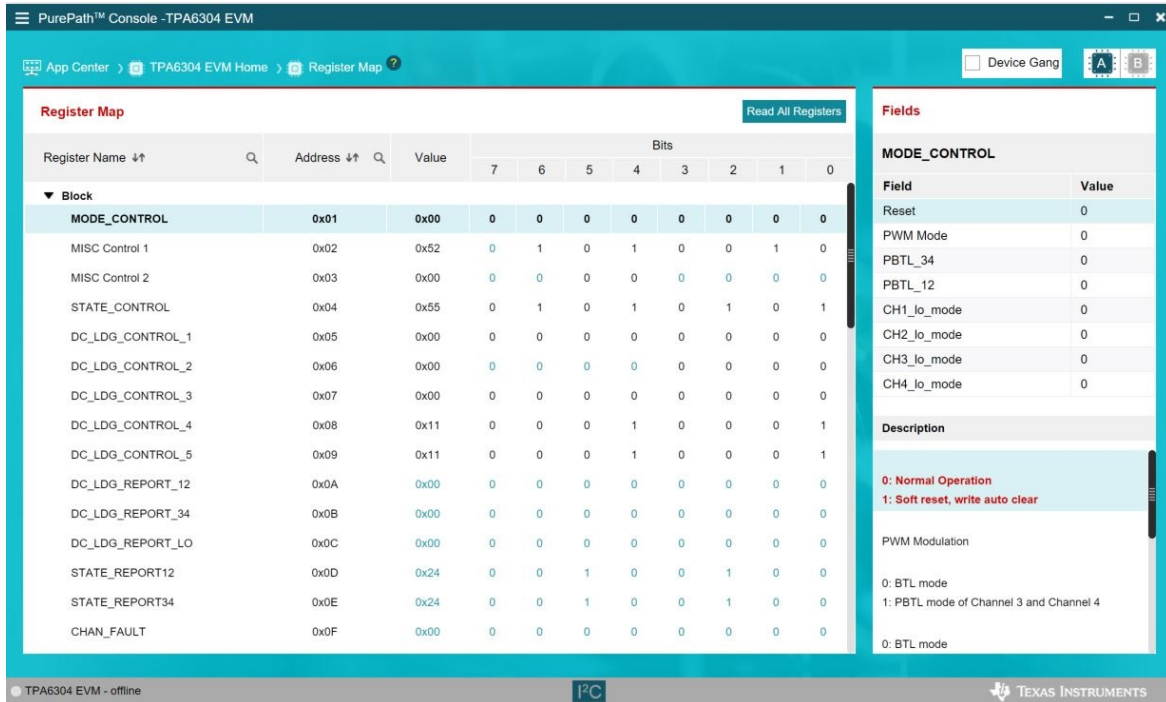 PurePath™ Console -TPA6304 EVM
App Center > TPA6304 EVM Home > Register Map ?
Device Gang
A B
Register Map
Read All Registers
Register Name Address Value Bits
7 6 5 4 3 2 1 0
Block
MODE_CONTROL 0x01 0x00 0 0 0 0 0 0 0 0
MISC Control 1 0x02 0x52 0 1 0 1 0 0 1 0
MISC Control 2 0x03 0x00 0 0 0 0 0 0 0 0
STATE_CONTROL 0x04 0x55 0 1 0 1 0 1 0 1
DC_LDG_CONTROL_1 0x05 0x00 0 0 0 0 0 0 0 0
DC_LDG_CONTROL_2 0x06 0x00 0 0 0 0 0 0 0 0
DC_LDG_CONTROL_3 0x07 0x00 0 0 0 0 0 0 0 0
DC_LDG_CONTROL_4 0x08 0x11 0 0 0 1 0 0 0 1
DC_LDG_CONTROL_5 0x09 0x11 0 0 0 1 0 0 0 1
DC_LDG_REPORT_12 0x0A 0x00 0 0 0 0 0 0 0 0
DC_LDG_REPORT_34 0x0B 0x00 0 0 0 0 0 0 0 0
DC_LDG_REPORT_LO 0x0C 0x00 0 0 0 0 0 0 0 0
STATE_REPORT12 0x0D 0x24 0 0 1 0 0 1 0 0
STATE_REPORT34 0x0E 0x24 0 0 1 0 0 1 0 0
CHAN_FAULT 0x0F 0x00 0 0 0 0 0 0 0 0
Fields
MODE_CONTROL
Field Value
Reset 0
PWM Mode 0
PBTL_34 0
PBTL_12 0
CH1_lo_mode 0
CH2_lo_mode 0
CH3_lo_mode 0
CH4_lo_mode 0
Description
0: Normal Operation
1: Soft reset, write auto clear
PWM Modulation
0: BTL mode
1: PBTL mode of Channel 3 and Channel 4
0: BTL mode
TPA6304 EVM - offline
I²C
TEXAS INSTRUMENTS